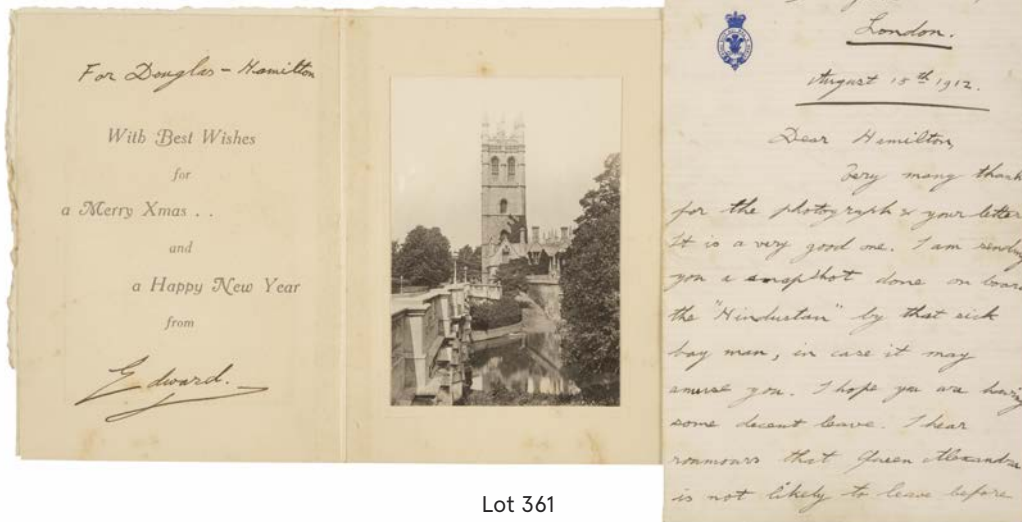 For Douglas-Hamilton
With Best Wishes
for
a Merry Xmas . .
and
a Happy New Year
from
Edward.
London.
August 15th 1912.
Dear Hamilton,
Very many thank
for the photograph & your letter
It is a very good one. I am sending
you a snapshot done on board
the "Hindustan" by that sick
bay man, in case it may
amuse you. I hope you are having
some decent leave. I hear
roumours that Queen Alexandra
is not likely to leave before
Lot 361